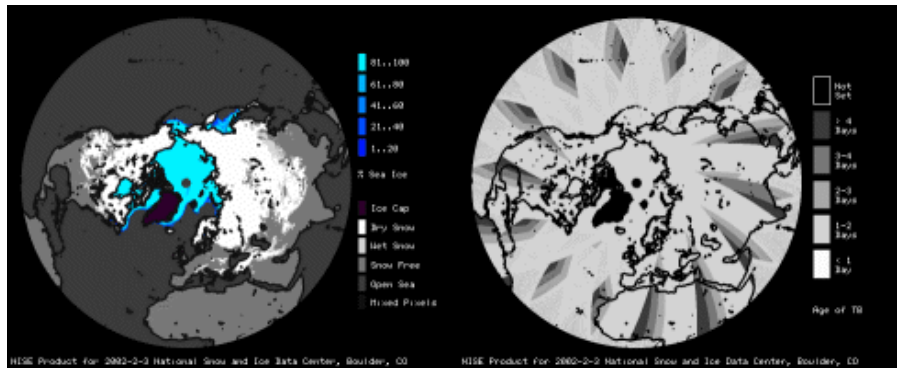 81..100
61..80
41..60
21..40
1..20
% Sea Ice
Ice Cap
Dry Snow
Wet Snow
Snow Free
Open Sea
Mixed Pixels
NISE Product for 2002-2-3 National Snow and Ice Data Center, Boulder, CO
Not
Set
> 4
Days
3-4
Days
2-3
Days
1-2
Days
< 1
Day
Age of TB
NISE Product for 2002-2-3 National Snow and Ice Data Center, Boulder, CO